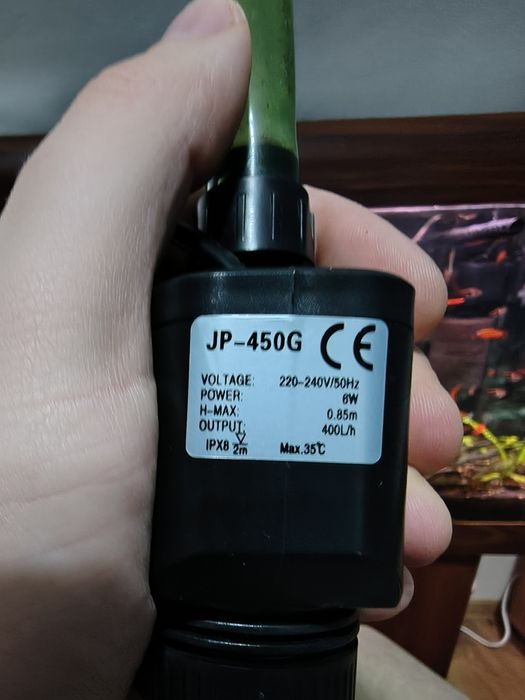 JP-450G CE
VOLTAGE: 220-240V/50Hz
POWER: 6W
H-MAX: 0.85m
OUTPUT: 400L/h
IPX8 2m Max.35℃